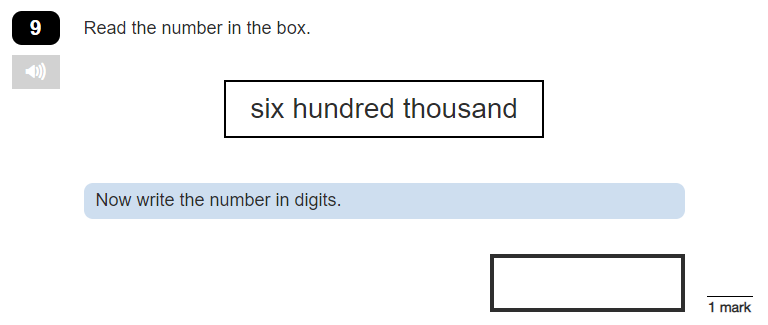 9
Read the number in the box.
six hundred thousand
Now write the number in digits.
1 mark